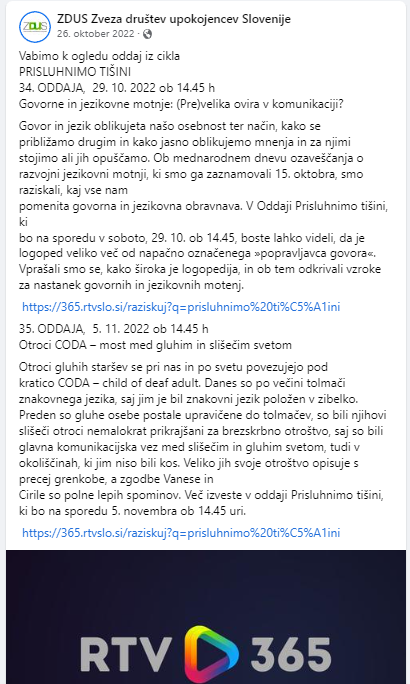 ZDUS Zveza društev upokojencev Slovenije
26. oktober 2022 ·
Vabimo k ogledu oddaj iz cikla
PRISLUHNIMO TIŠINI
34. ODDAJA,  29. 10. 2022 ob 14.45 h
Govorne in jezikovne motnje: (Pre)velika ovira v komunikaciji?
Govor in jezik oblikujeta našo osebnost ter način, kako se
približamo drugim in kako jasno oblikujemo mnenja in za njimi
stojimo ali jih opuščamo. Ob mednarodnem dnevu ozaveščanja o
razvojni jezikovni motnji, ki smo ga zaznamovali 15. oktobra, smo
raziskali, kaj vse nam
pomenita govorna in jezikovna obravnava. V Oddaji Prisluhnimo tišini,
ki
bo na sporedu v soboto, 29. 10. ob 14.45, boste lahko videli, da je
logoped veliko več od napačno označenega »popravljavca govora«.
Vprašali smo se, kako široka je logopedija, in ob tem odkrivali vzroke
za nastanek govornih in jezikovnih motenj.
https://365.rtvslo.si/raziskuj?q=prisluhnimo%20ti%C5%A1ini
35. ODDAJA,  5. 11. 2022 ob 14.45 h
Otroci CODA – most med gluhim in slišečim svetom
Otroci gluhih staršev se pri nas in po svetu povezujejo pod
kratico CODA – child of deaf adult. Danes so po večini tolmači
znakovnega jezika, saj jim je bil znakovni jezik položen v zibelko.
Preden so gluhe osebe postale upravičene do tolmačev, so bili njihovi
slišeči otroci nemalokrat prikrajšani za brezskrbno otroštvo, saj so bili
glavna komunikacijska vez med slišečim in gluhim svetom, tudi v
okoliščinah, ki jim niso bili kos. Veliko jih svoje otroštvo opisuje s
precej grenkobe, a zgodbe Vanese in
Cirile so polne lepih spominov. Več izveste v oddaji Prisluhnimo tišini,
ki bo na sporedu 5. novembra ob 14.45 uri.
https://365.rtvslo.si/raziskuj?q=prisluhnimo%20ti%C5%A1ini
RTV 365